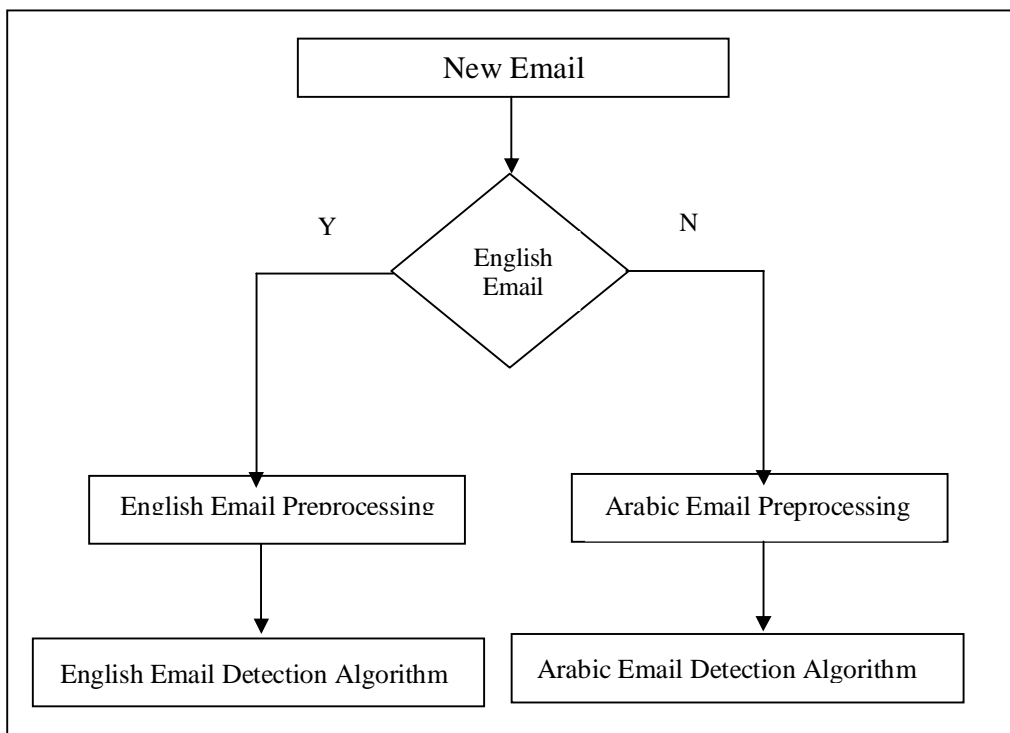 New Email
Y
N
English
Email
English Email Preprocessing
Arabic Email Preprocessing
English Email Detection Algorithm
Arabic Email Detection Algorithm